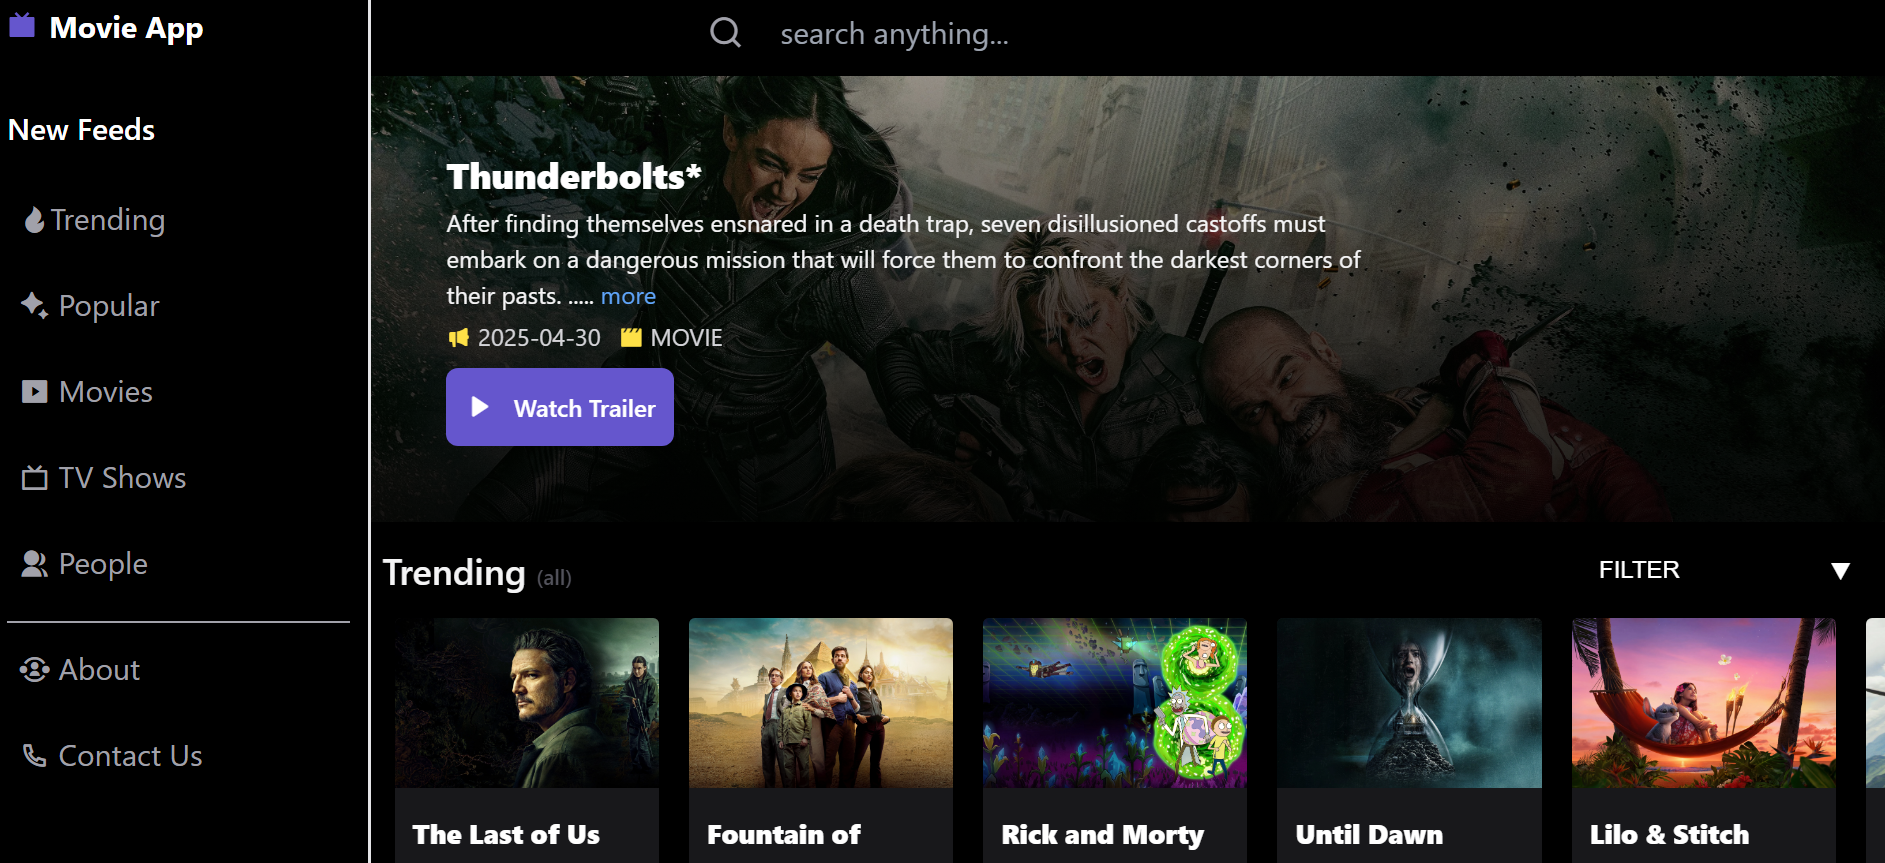 Movie App
New Feeds
Trending
Popular
Movies
TV Shows
People
About
Contact Us
search anything...
Thunderbolts*
After finding themselves ensnared in a death trap, seven disillusioned castoffs must
embark on a dangerous mission that will force them to confront the darkest corners of
their pasts. ..... more
2025-04-30 MOVIE
Watch Trailer
Trending (all)
FILTER
The Last of Us
Fountain of
Rick and Morty
Until Dawn
Lilo & Stitch